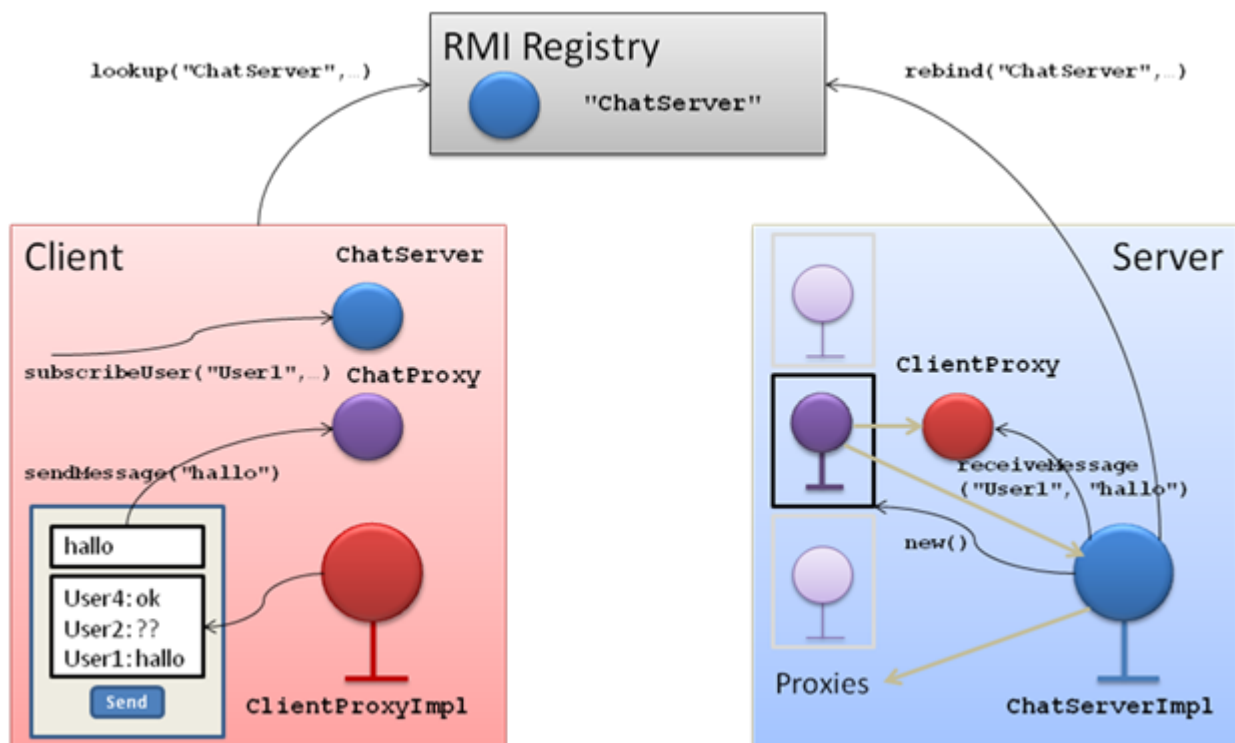 RMI Registry
"ChatServer"
lookup("ChatServer",…)
rebind("ChatServer",…)
Client
ChatServer
subscribeUser("User1",…)
ChatProxy
sendMessage("hallo")
hallo
User4: ok
User2: ??
User1: hallo
Send
ClientProxyImpl
Server
ClientProxy
receiveMessage
("User1", "hallo")
new()
Proxies
ChatServerImpl